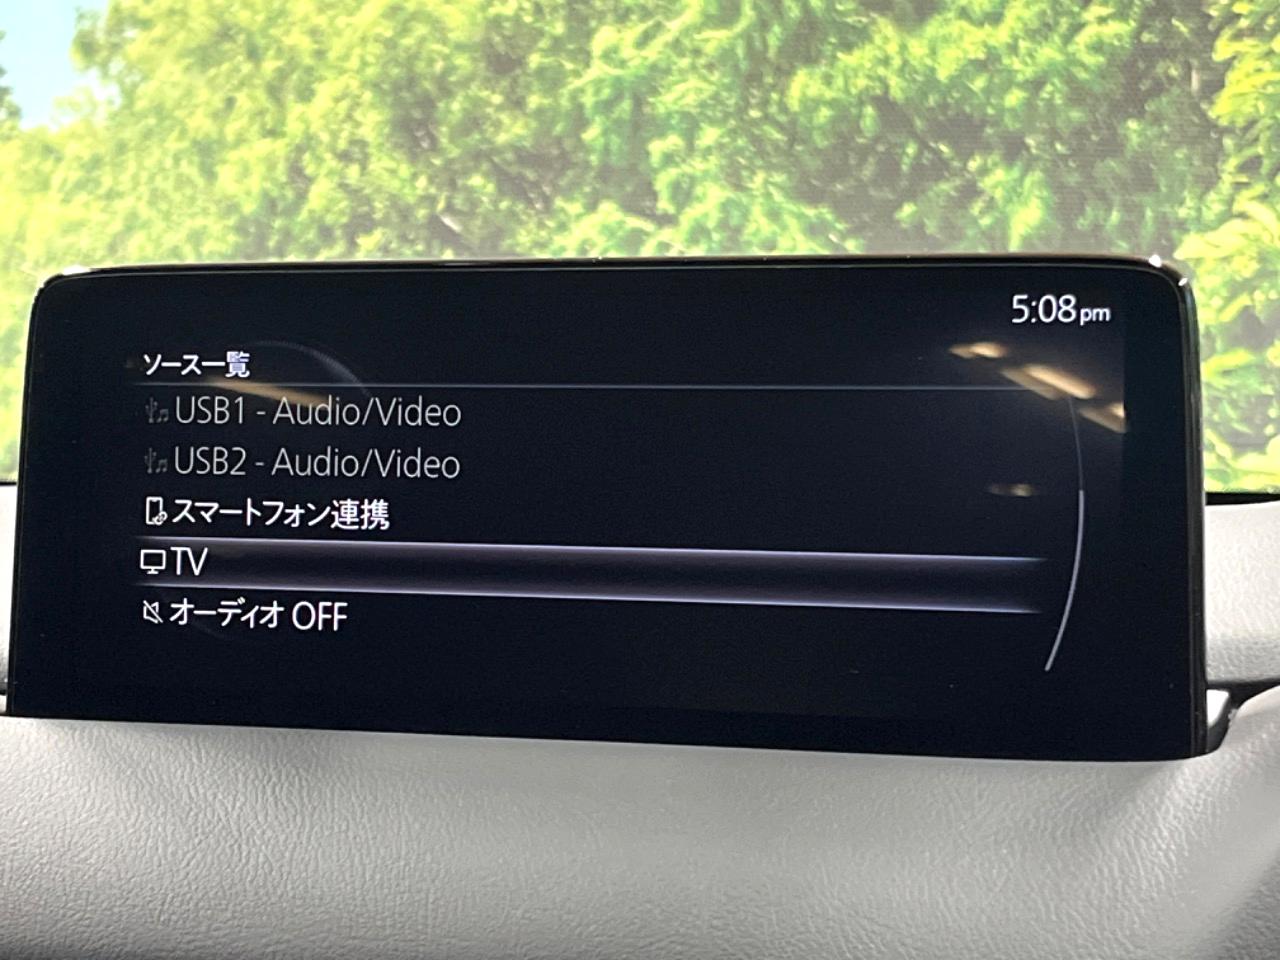 5:08pm
ソース一覧
USB1 - Audio/Video
USB2 - Audio/Video
スマートフォン連携
TV
オーディオ OFF